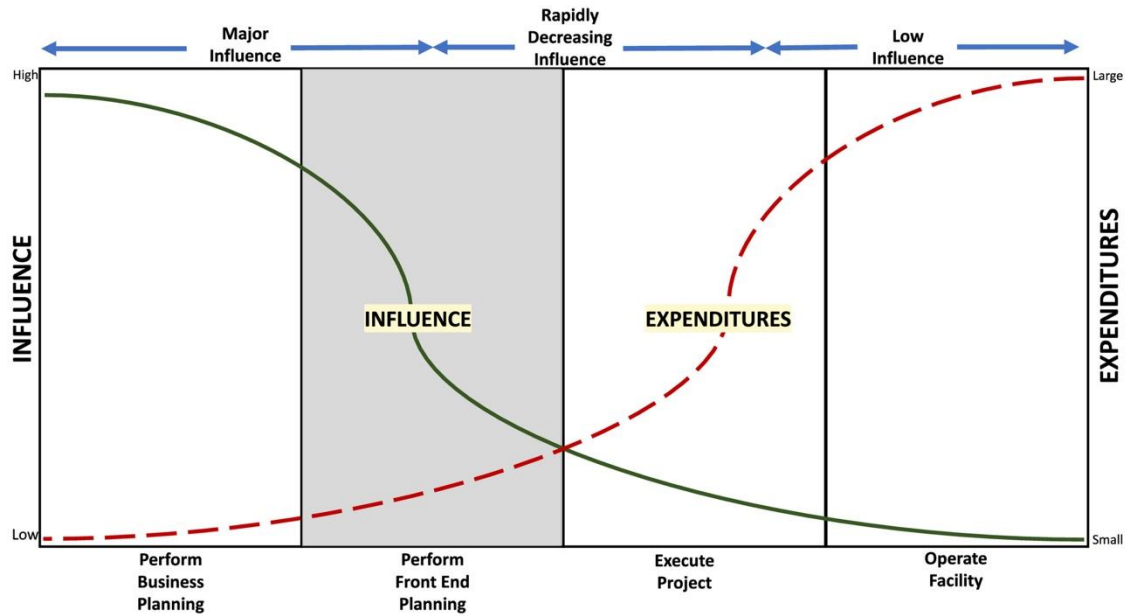 Major
Influence
Rapidly
Decreasing
Influence
Low
Influence
High
Large
INFLUENCE
INFLUENCE
EXPENDITURES
EXPENDITURES
Low
Small
Perform
Business
Planning
Perform
Front End
Planning
Execute
Project
Operate
Facility